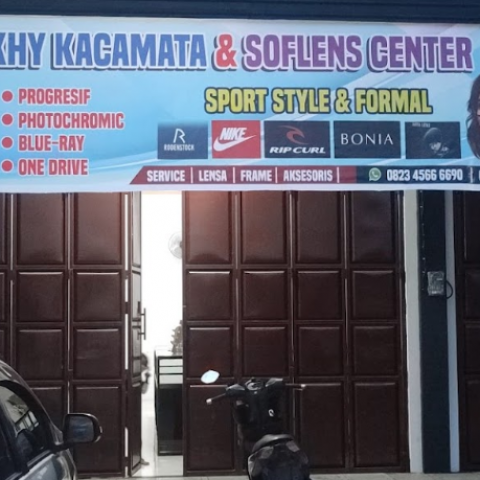 KHY KACAMATA & SOFLENS CENTER
• PROGRESIF
• PHOTOCHROMIC
• BLUE-RAY
• ONE DRIVE
SPORT STYLE & FORMAL
R
RODENSTOCK
NIKE
RIP CURL
BONIA
SERVICE | LENSA | FRAME | AKSESORIS | 0823 4566 6690